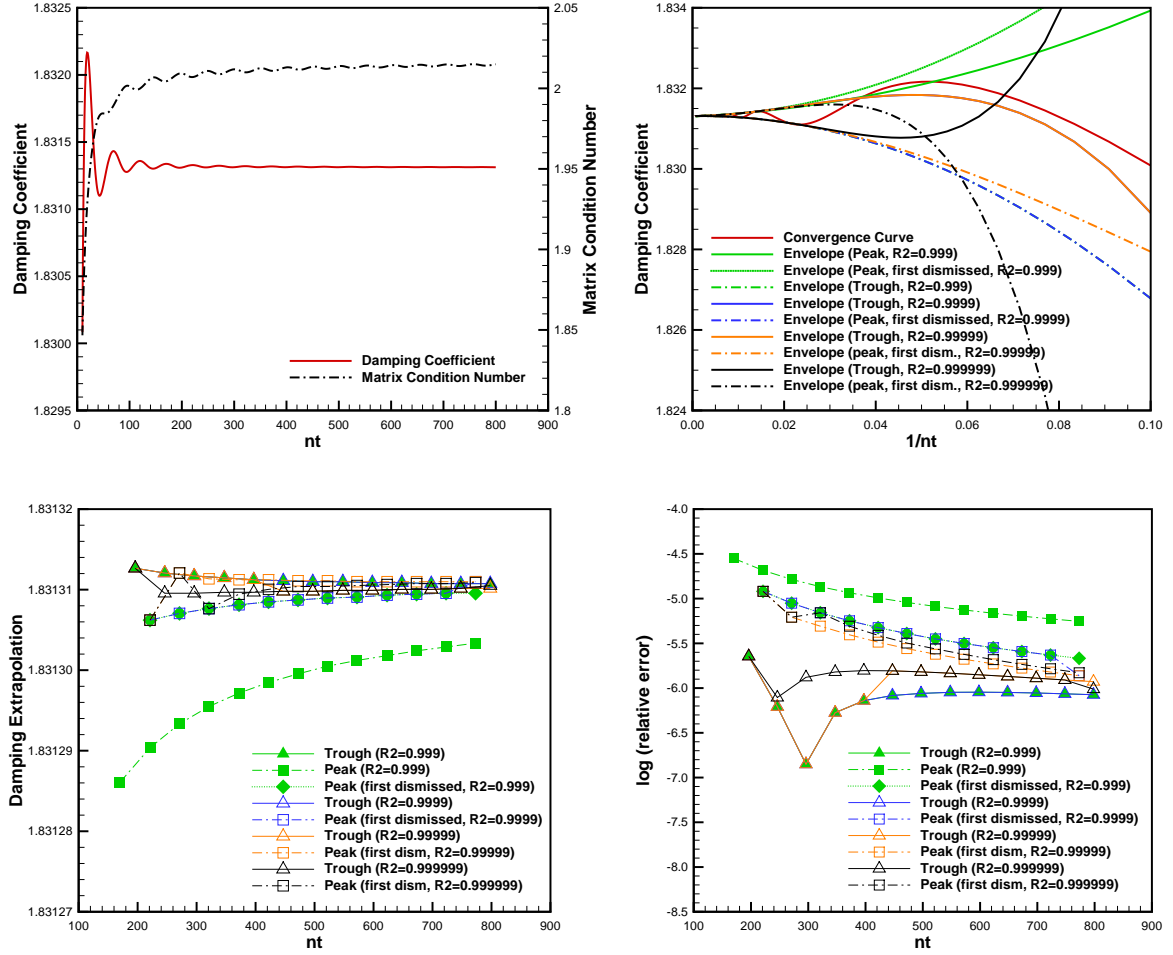 Damping Coefficient
1.8325
1.8320
1.8315
1.8310
1.8305
1.8300
1.8295
0 100 200 300 400 500 600 700 800 900
nt
2.05
2
1.95
1.9
1.85
1.8
Matrix Condition Number
Damping Coefficient
Matrix Condition Number
Damping Coefficient
1.834
1.832
1.830
1.828
1.826
1.824
0.00 0.02 0.04 0.06 0.08 0.10
1/nt
Convergence Curve
Envelope (Peak, R2=0.999)
Envelope (Peak, first dismissed, R2=0.999)
Envelope (Trough, R2=0.999)
Envelope (Trough, R2=0.9999)
Envelope (Peak, first dismissed, R2=0.9999)
Envelope (Trough, R2=0.99999)
Envelope (peak, first dism., R2=0.99999)
Envelope (Trough, R2=0.999999)
Envelope (peak, first dism., R2=0.999999)
Damping Extrapolation
1.83132
1.83131
1.83130
1.83129
1.83128
1.83127
100 200 300 400 500 600 700 800 900
nt
Trough (R2=0.999)
Peak (R2=0.999)
Peak (first dismissed, R2=0.999)
Trough (R2=0.9999)
Peak (first dismissed, R2=0.9999)
Trough (R2=0.99999)
Peak (first dism, R2=0.99999)
Trough (R2=0.999999)
Peak (first dism, R2=0.999999)
log (relative error)
-4.0
-4.5
-5.0
-5.5
-6.0
-6.5
-7.0
-7.5
-8.0
-8.5
100 200 300 400 500 600 700 800 900
nt
Trough (R2=0.999)
Peak (R2=0.999)
Peak (first dismissed, R2=0.999)
Trough (R2=0.9999)
Peak (first dismissed, R2=0.9999)
Trough (R2=0.99999)
Peak (first dism, R2=0.99999)
Trough (R2=0.999999)
Peak (first dism, R2=0.999999)